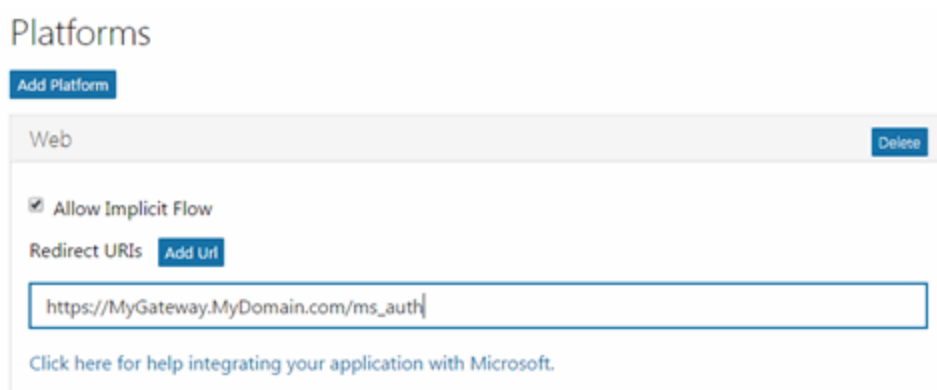 Platforms
Add Platform
Web
Delete
Allow Implicit Flow
Redirect URIs Add Url
https://MyGateway.MyDomain.com/ms_auth
Click here for help integrating your application with Microsoft.